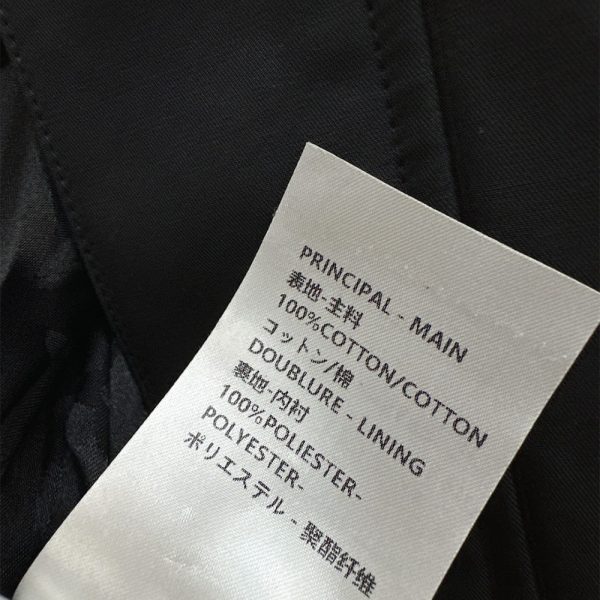 PRINCIPAL - MAIN
表地-主料
100%COTTON/COTTON
コットン/棉
DOUBLURE - LINING
裏地-内衬
100%POLIESTER-
POLYESTER-
ポリエステル - 聚酯纤维